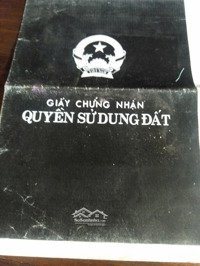 GIẤY CHỨNG NHẬN
QUYỀN SỬ DỤNG ĐẤT